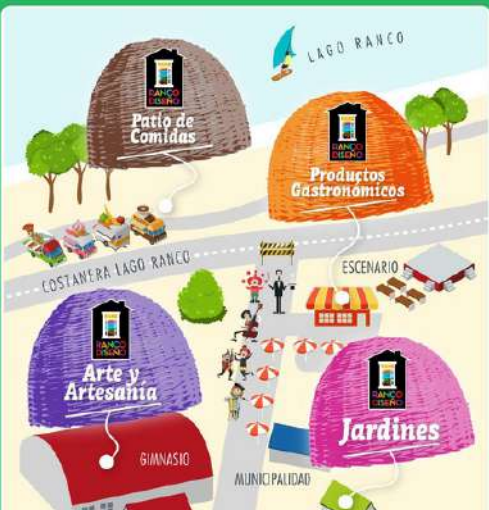 LAGO RANCO
RANCO
DISEÑO
Patio de
Comidas
RANCO
DISEÑO
Productos
Gastronómicos
COSTANERA LAGO RANCO
ESCENARIO
RANCO
DISEÑO
Arte y
Artesanía
RANCO
DISEÑO
Jardines
GIMNASIO
MUNICIPALIDAD